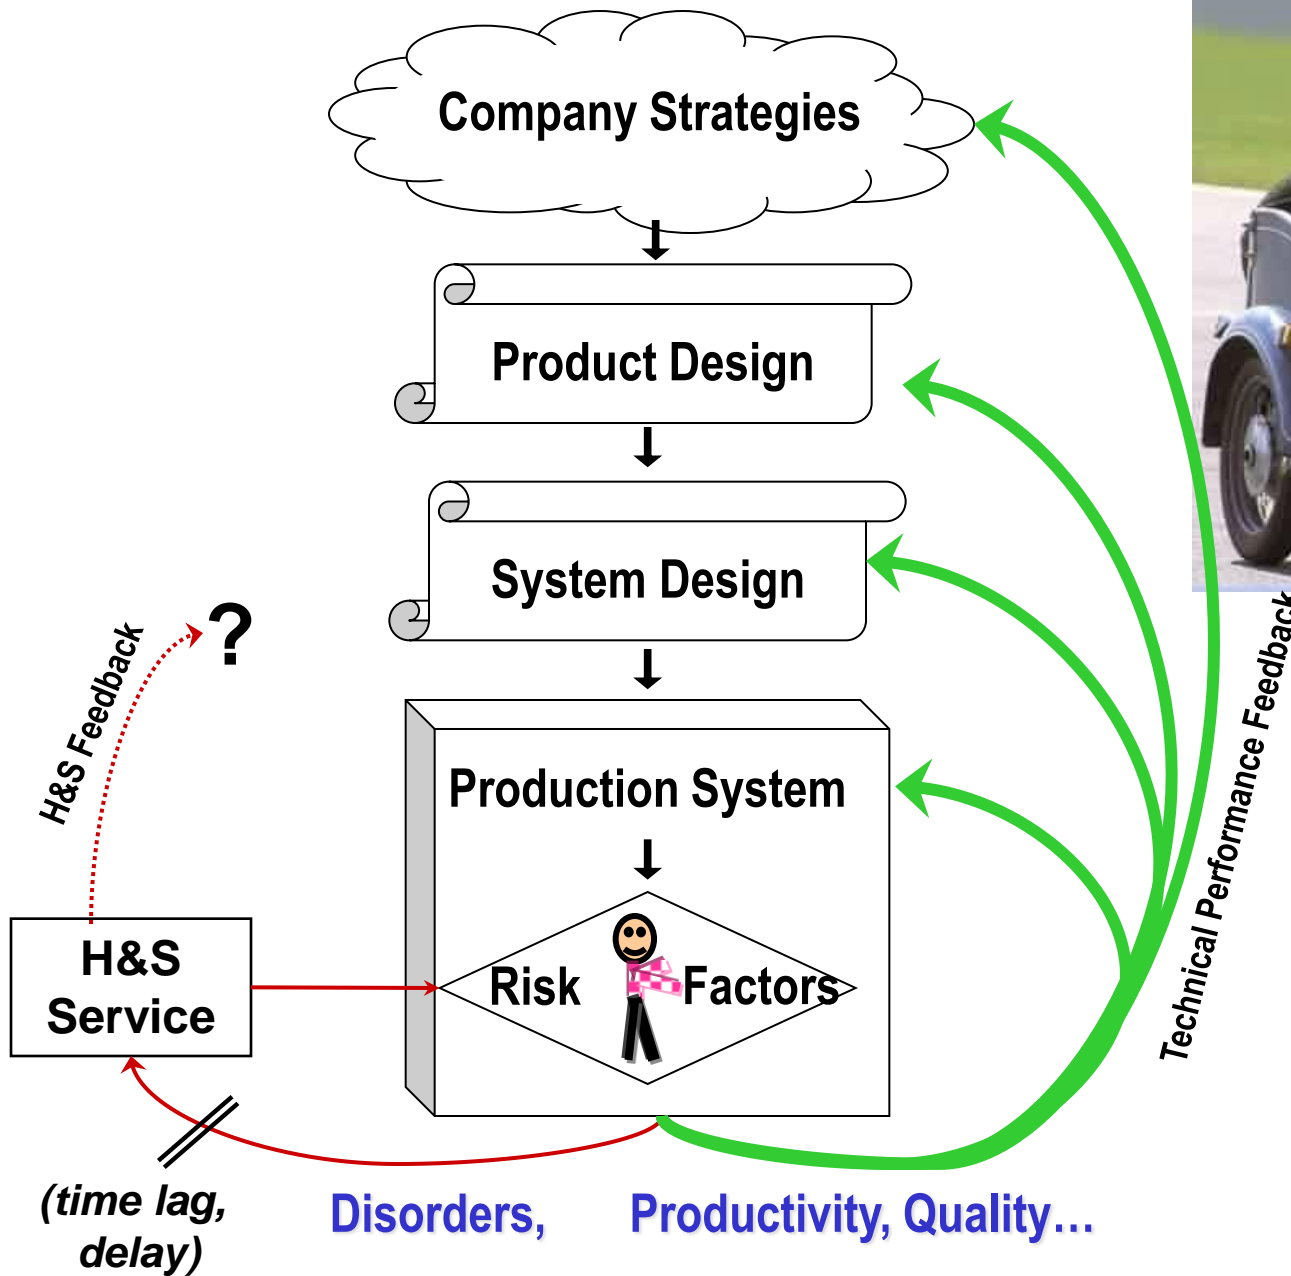 Company Strategies
Product Design
System Design
?
H&S Feedback
Technical Performance Feedback
Production System
H&S
Service
Risk Factors
(time lag,
delay)
Disorders, Productivity, Quality…